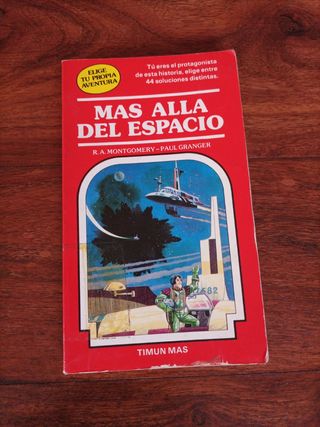 ELIGE
TU PROPIA
AVENTURA
Tú eres el protagonista
de esta historia, elige entre
44 soluciones distintas.
MAS ALLA
DEL ESPACIO
R. A. MONTGOMERY - PAUL GRANGER
TIMUN MAS